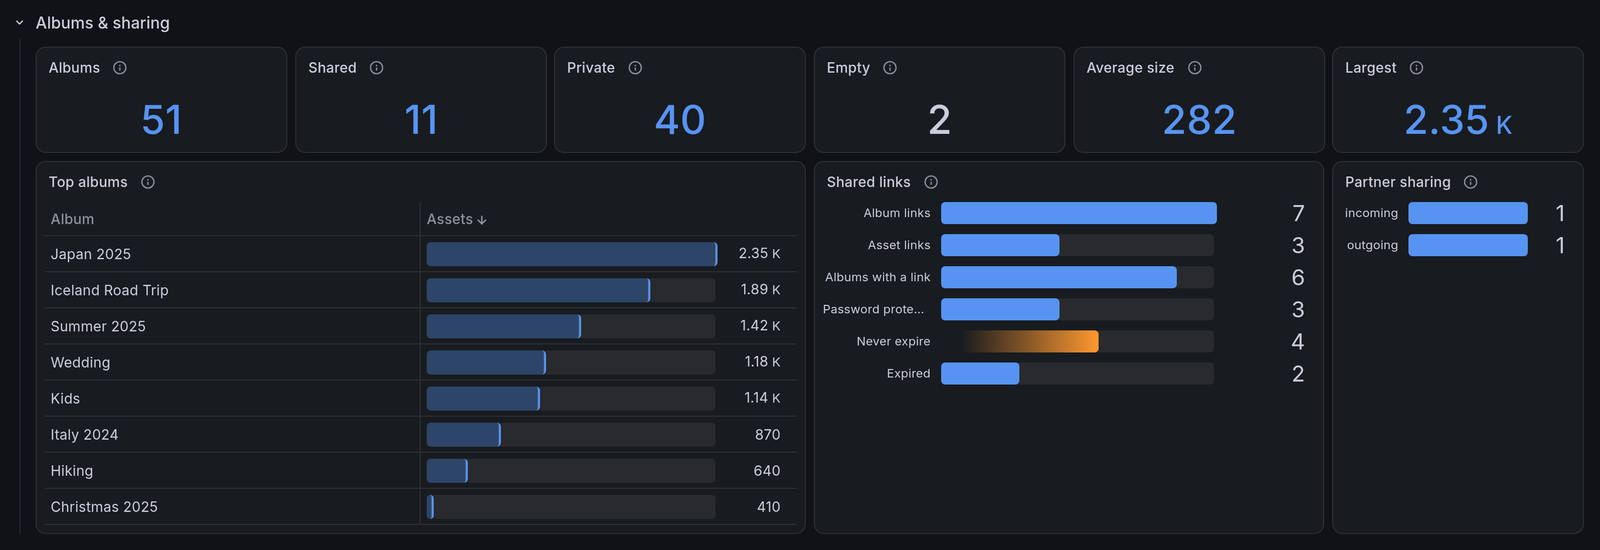 Albums & sharing
Albums
51
Shared
11
Private
40
Empty
2
Average size
282
Largest
2.35 K
Top albums
Album Assets ↓
Japan 2025 2.35 K
Iceland Road Trip 1.89 K
Summer 2025 1.42 K
Wedding 1.18 K
Kids 1.14 K
Italy 2024 870
Hiking 640
Christmas 2025 410
Shared links
Album links 7
Asset links 3
Albums with a link 6
Password prote... 3
Never expire 4
Expired 2
Partner sharing
incoming 1
outgoing 1